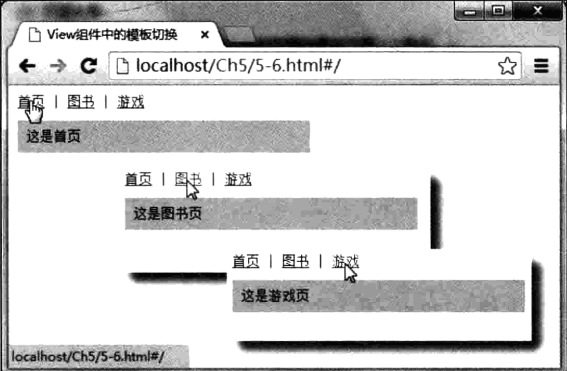 View组件中的模板切换
localhost/Ch5/5-6.html#/
首页 | 图书 | 游戏
这是首页
首页 | 图书 | 游戏
这是图书页
首页 | 图书 | 游戏
这是游戏页
localhost/Ch5/5-6.html#/